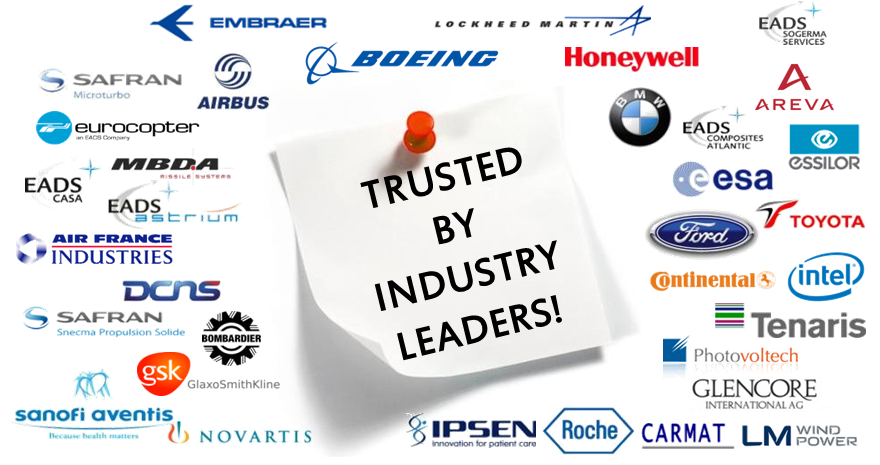 EMBRAER
LOCKHEED MARTIN
EADS
SOGERMA
SERVICES
BOEING
Honeywell
SAFRAN
Microturbo
AIRBUS
AREVA
BMW
eurocopter
an EADS Company
EADS
COMPOSITES
ATLANTIC
essilor
MBDA
MISSILE SYSTEMS
EADS
CASA
EADS
astrium
esa
TRUSTED
BY
INDUSTRY
LEADERS!
TOYOTA
Ford
AIR FRANCE
INDUSTRIES
Continental
intel
DCNS
SAFRAN
Snecma Propulsion Solide
BOMBARDIER
Tenaris
Photovoltech
gsk
GlaxoSmithKline
GLENCORE
INTERNATIONAL AG
sanofi aventis
Because health matters
NOVARTIS
IPSEN
Innovation for patient care
Roche
CARMAT
LM WIND
POWER